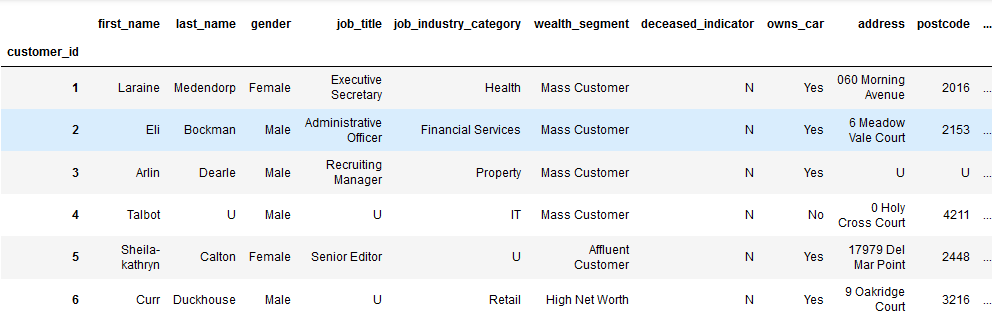 first_name last_name gender job_title job_industry_category wealth_segment deceased_indicator owns_car address postcode ...
customer_id
1 Laraine Medendorp Female Executive Secretary Health Mass Customer N Yes 060 Morning Avenue 2016 ...
2 Eli Bockman Male Administrative Officer Financial Services Mass Customer N Yes 6 Meadow Vale Court 2153 ...
3 Arlin Dearle Male Recruiting Manager Property Mass Customer N Yes U U ...
4 Talbot U Male U IT Mass Customer N No 0 Holy Cross Court 4211 ...
5 Sheila-kathryn Calton Female Senior Editor U Affluent Customer N Yes 17979 Del Mar Point 2448 ...
6 Curr Duckhouse Male U Retail High Net Worth N Yes 9 Oakridge Court 3216 ...